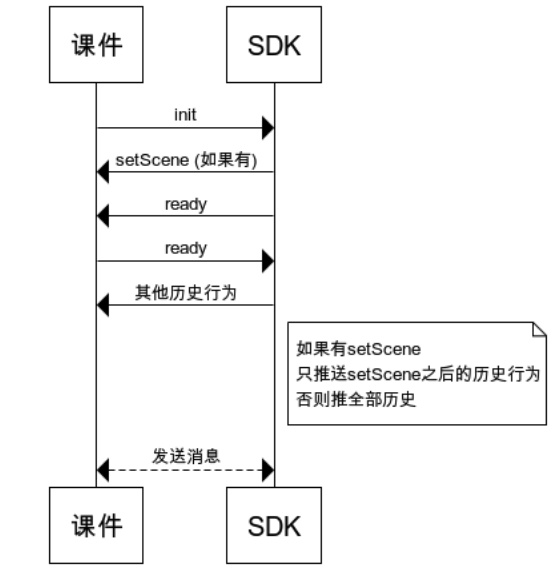 课件
SDK
init
setScene (如果有)
ready
ready
其他历史行为
如果有setScene
只推送setScene之后的历史行为
否则推全部历史
发送消息
课件
SDK